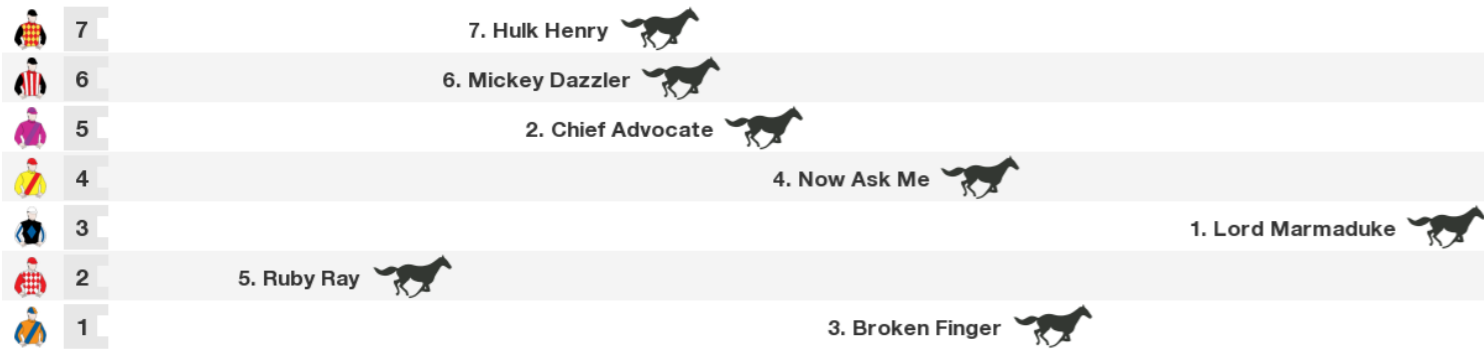 7 7. Hulk Henry
6 6. Mickey Dazzler
5 2. Chief Advocate
4 4. Now Ask Me
3 1. Lord Marmaduke
2 5. Ruby Ray
1 3. Broken Finger